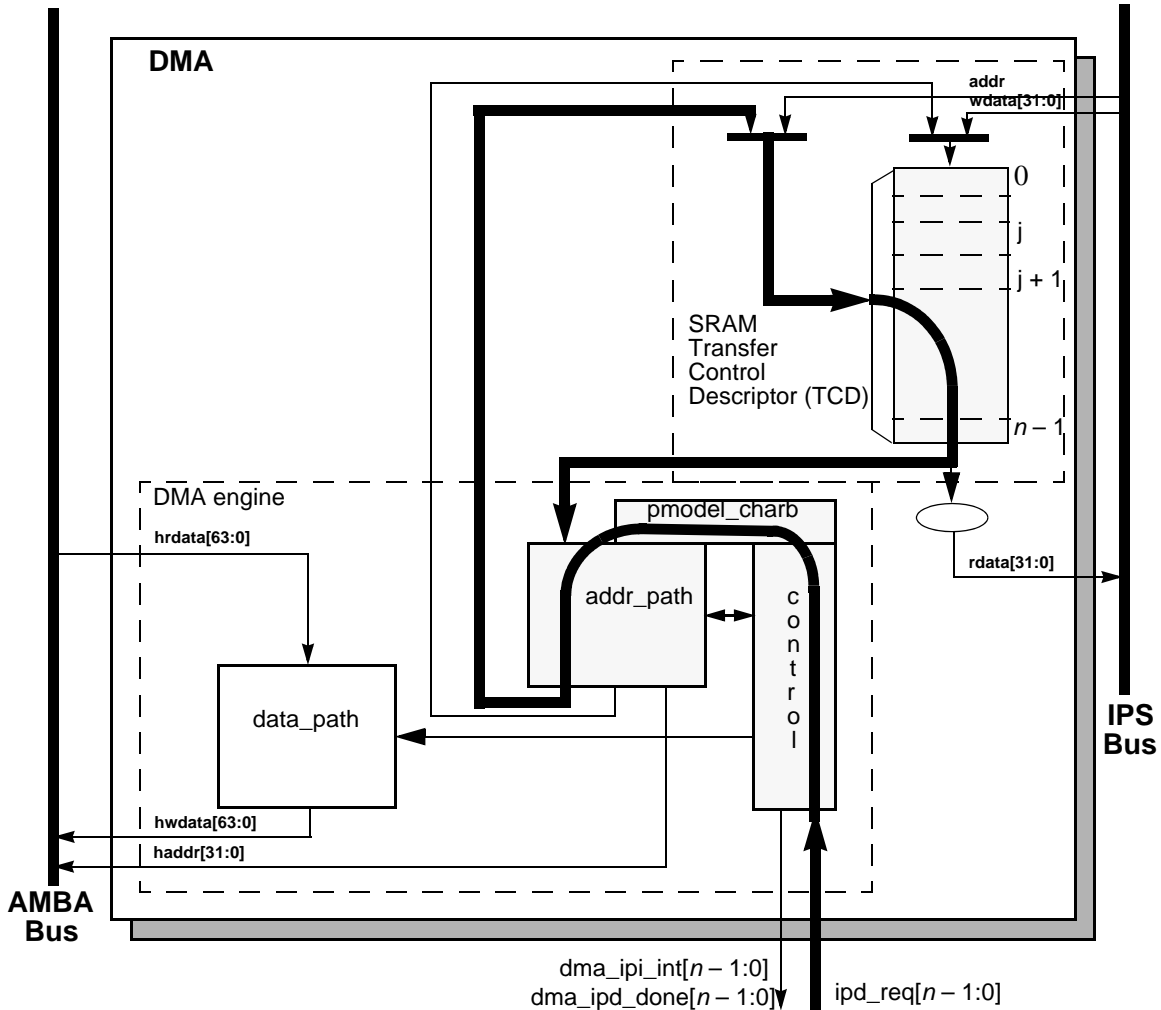 DMA
addr
wdata[31:0]
0
j
j + 1
SRAM
Transfer
Control
Descriptor (TCD)
n – 1
DMA engine
pmodel_charb
hrdata[63:0]
rdata[31:0]
addr_path
control
data_path
IPS
Bus
hwdata[63:0]
haddr[31:0]
AMBA
Bus
dma_ipi_int[n – 1:0]
dma_ipd_done[n – 1:0]
ipd_req[n – 1:0]